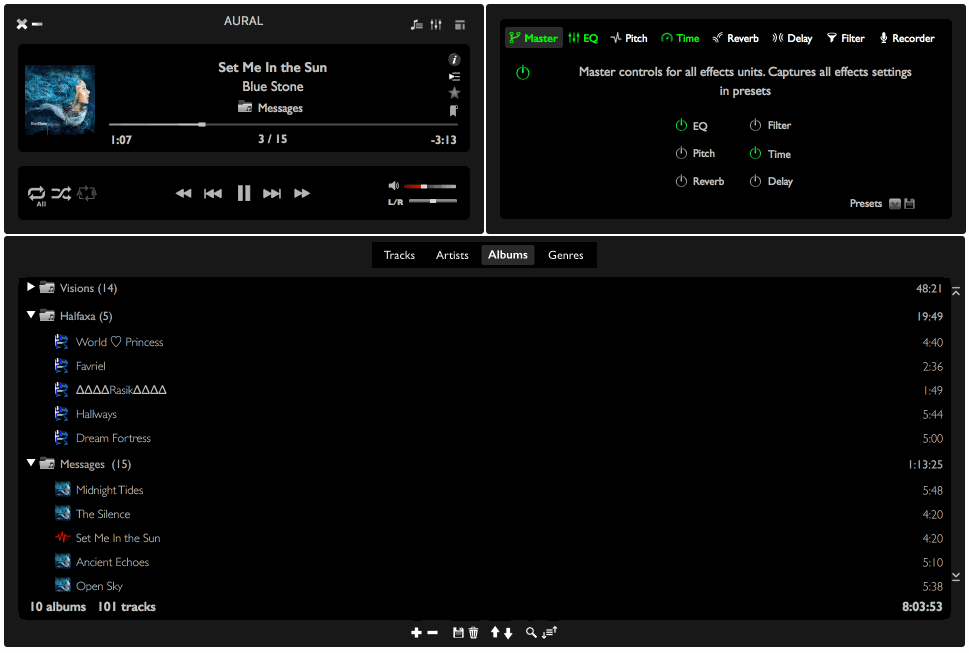 AURAL
Set Me In the Sun
Blue Stone
Messages
1:07 3 / 15 -3:13
All
L/R
Master EQ Pitch Time Reverb Delay Filter Recorder
Master controls for all effects units. Captures all effects settings
in presets
EQ Filter
Pitch Time
Reverb Delay
Presets
Tracks Artists Albums Genres
Visions (14) 48:21
Halfaxa (5) 19:49
World ♡ Princess 4:40
Favriel 2:36
∆∆∆∆Rasik∆∆∆∆ 1:49
Hallways 5:44
Dream Fortress 5:00
Messages (15) 1:13:25
Midnight Tides 5:48
The Silence 4:20
Set Me In the Sun 4:20
Ancient Echoes 5:10
Open Sky 5:38
10 albums 101 tracks 8:03:53